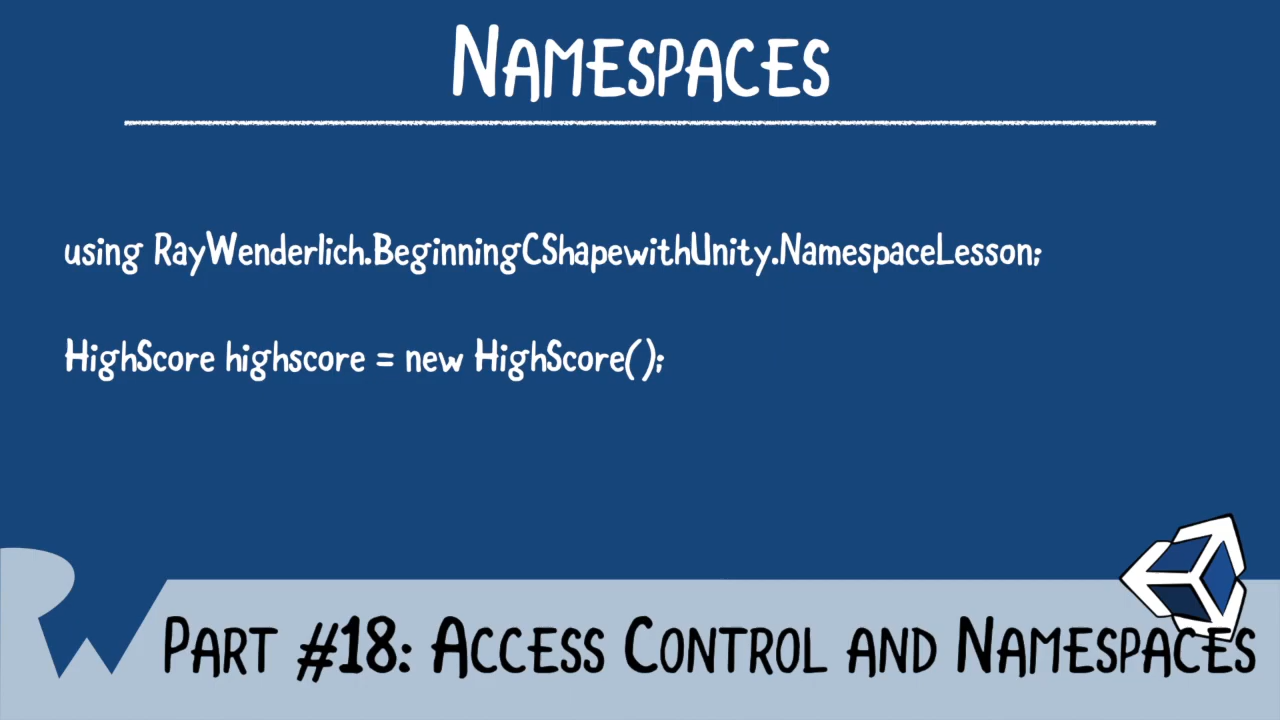 Namespaces
using RayWenderlich.BeginningCShapewithUnity.NamespaceLesson;
HighScore highscore = new HighScore();
Part #18: Access Control and Namespaces